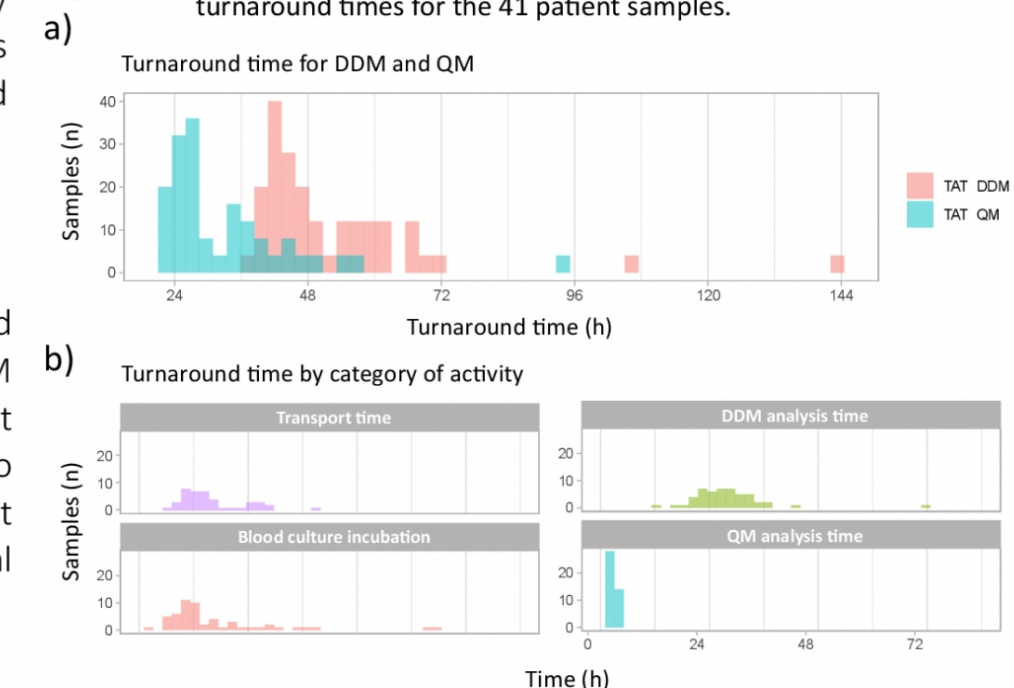 turnaround times for the 41 patient samples.
a)
Turnaround time for DDM and QM
Samples (n)
40
30
20
10
0
24 48 72 96 120 144
Turnaround time (h)
TAT DDM
TAT QM
d
M
t
o
t
al
s
d
b)
Turnaround time by category of activity
Transport time
DDM analysis time
Samples (n)
20
10
0
20
10
0
Blood culture incubation
QM analysis time
20
10
0
20
10
0
0 24 48 72
Time (h)